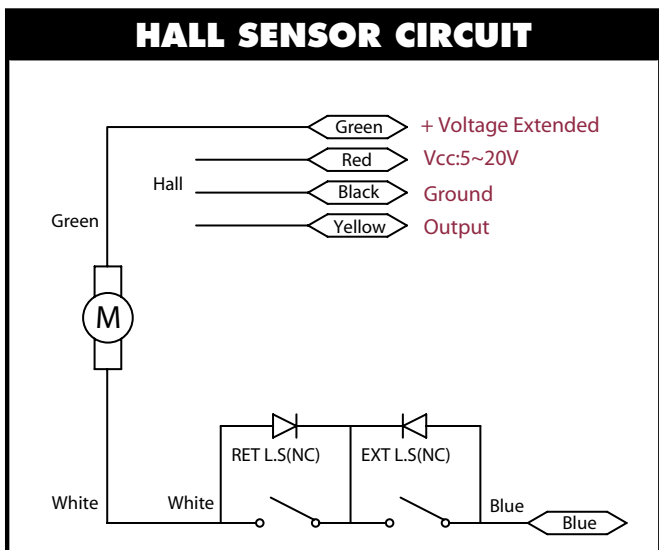 HALL SENSOR CIRCUIT
Green + Voltage Extended
Red Vcc:5~20V
Hall
Black Ground
Green
Yellow Output
M
RET L.S(NC) EXT L.S(NC)
White White Blue
Blue